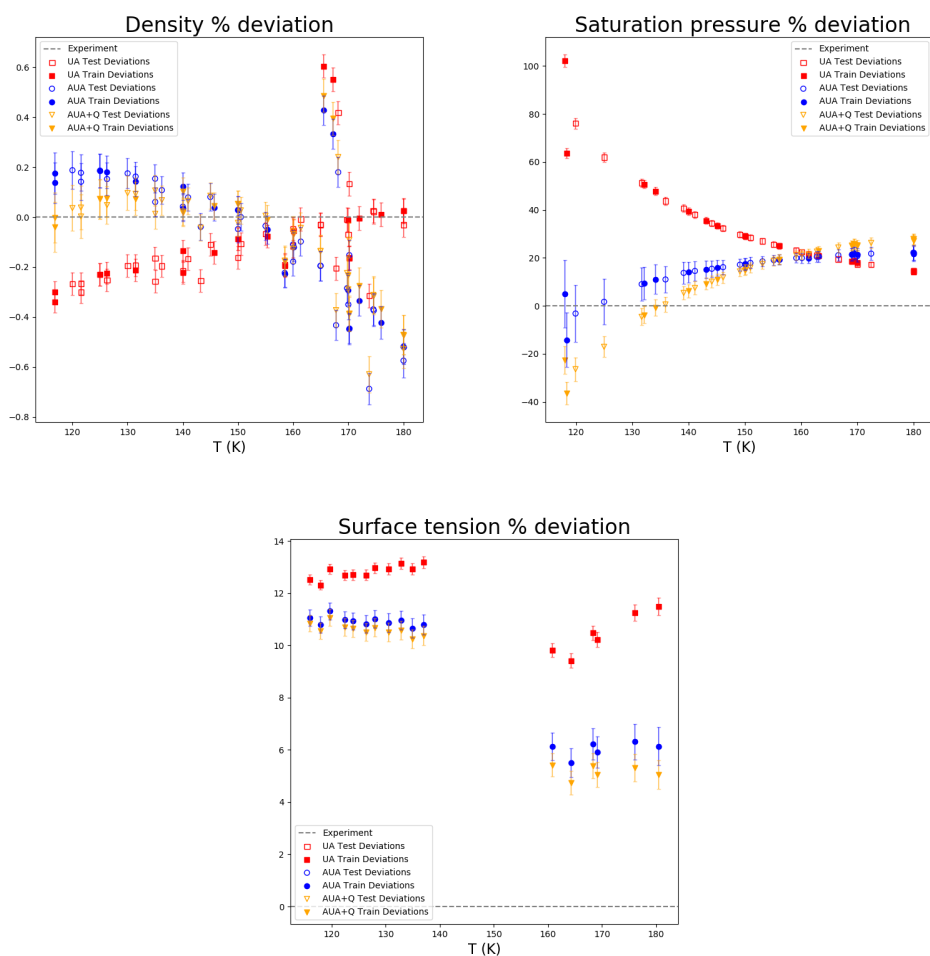 Density % deviation
Experiment
UA Test Deviations
UA Train Deviations
AUA Test Deviations
AUA Train Deviations
AUA+Q Test Deviations
AUA+Q Train Deviations
0.6
0.4
0.2
0.0
−0.2
−0.4
−0.6
−0.8
120 130 140 150 160 170 180
T (K)
Saturation pressure % deviation
Experiment
UA Test Deviations
UA Train Deviations
AUA Test Deviations
AUA Train Deviations
AUA+Q Test Deviations
AUA+Q Train Deviations
100
80
60
40
20
0
−20
−40
120 130 140 150 160 170 180
T (K)
Surface tension % deviation
14
12
10
8
6
4
2
0
Experiment
UA Test Deviations
UA Train Deviations
AUA Test Deviations
AUA Train Deviations
AUA+Q Test Deviations
AUA+Q Train Deviations
120 130 140 150 160 170 180
T (K)